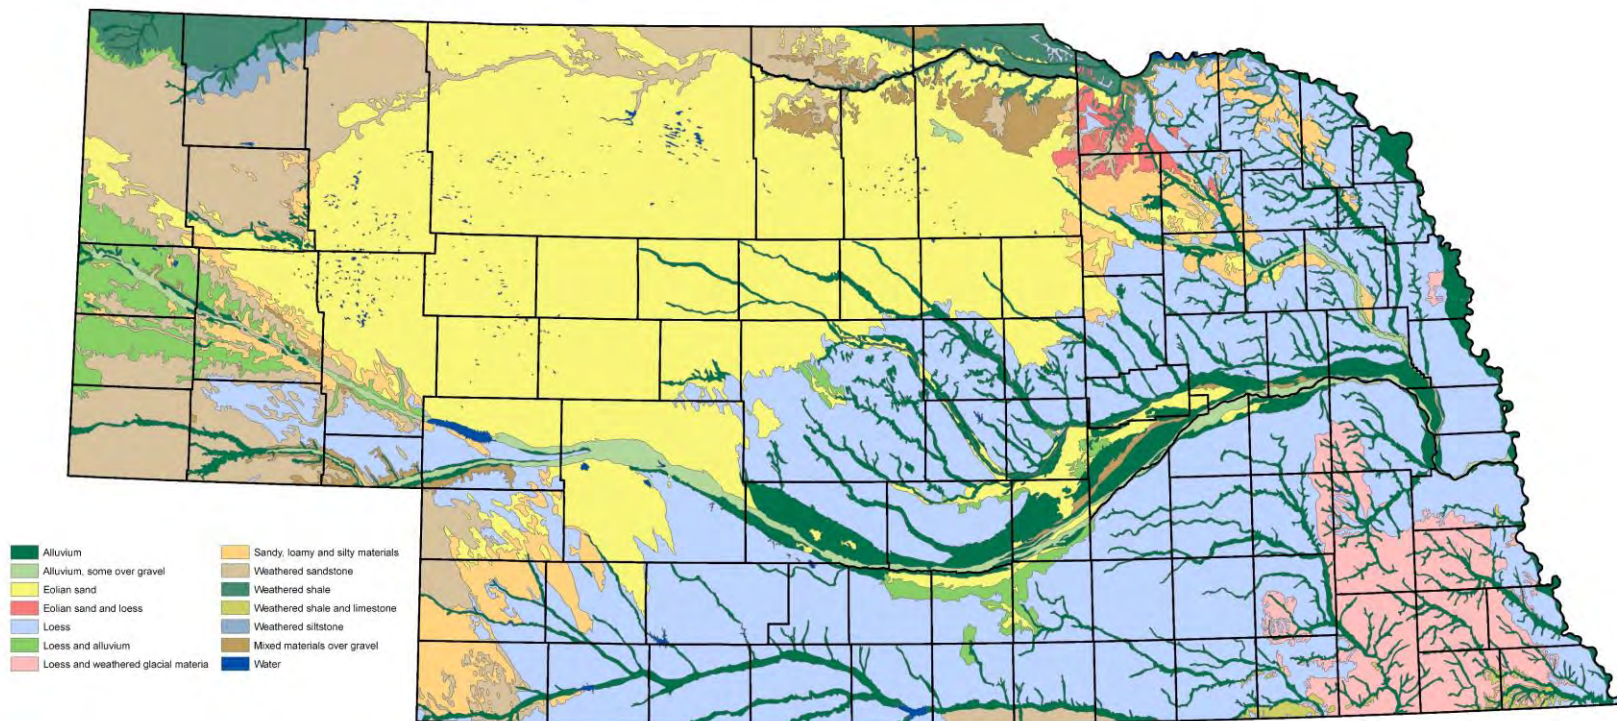 Alluvium
Alluvium, some over gravel
Eolian sand
Eolian sand and loess
Loess
Loess and alluvium
Loess and weathered glacial materia
Sandy, loamy and silty materials
Weathered sandstone
Weathered shale
Weathered shale and limestone
Weathered siltstone
Mixed materials over gravel
Water